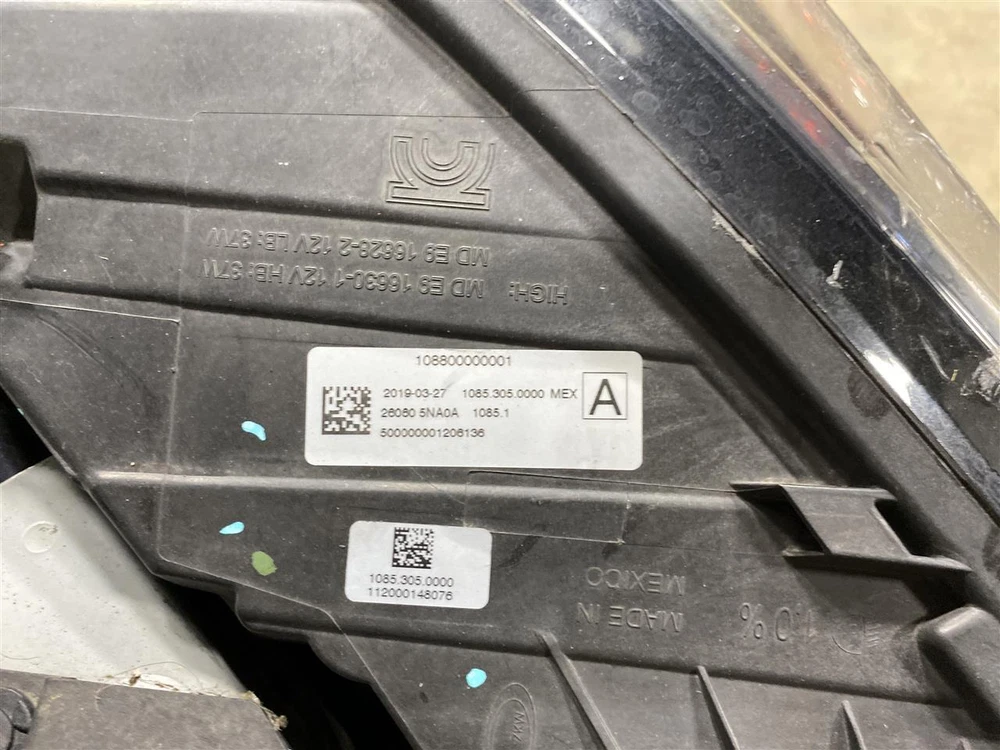 MD E9 16628-2 12V LB: 37W
HIGH: MD E9 16630-1 12V HB: 37W
108800000001
2019-03-27 1085.305.0000 MEX
26060 5NA0A 1085.1
500000001206136
A
1085.305.0000
112000148076
MADE IN
MEXICO
1.0 %
ZKW